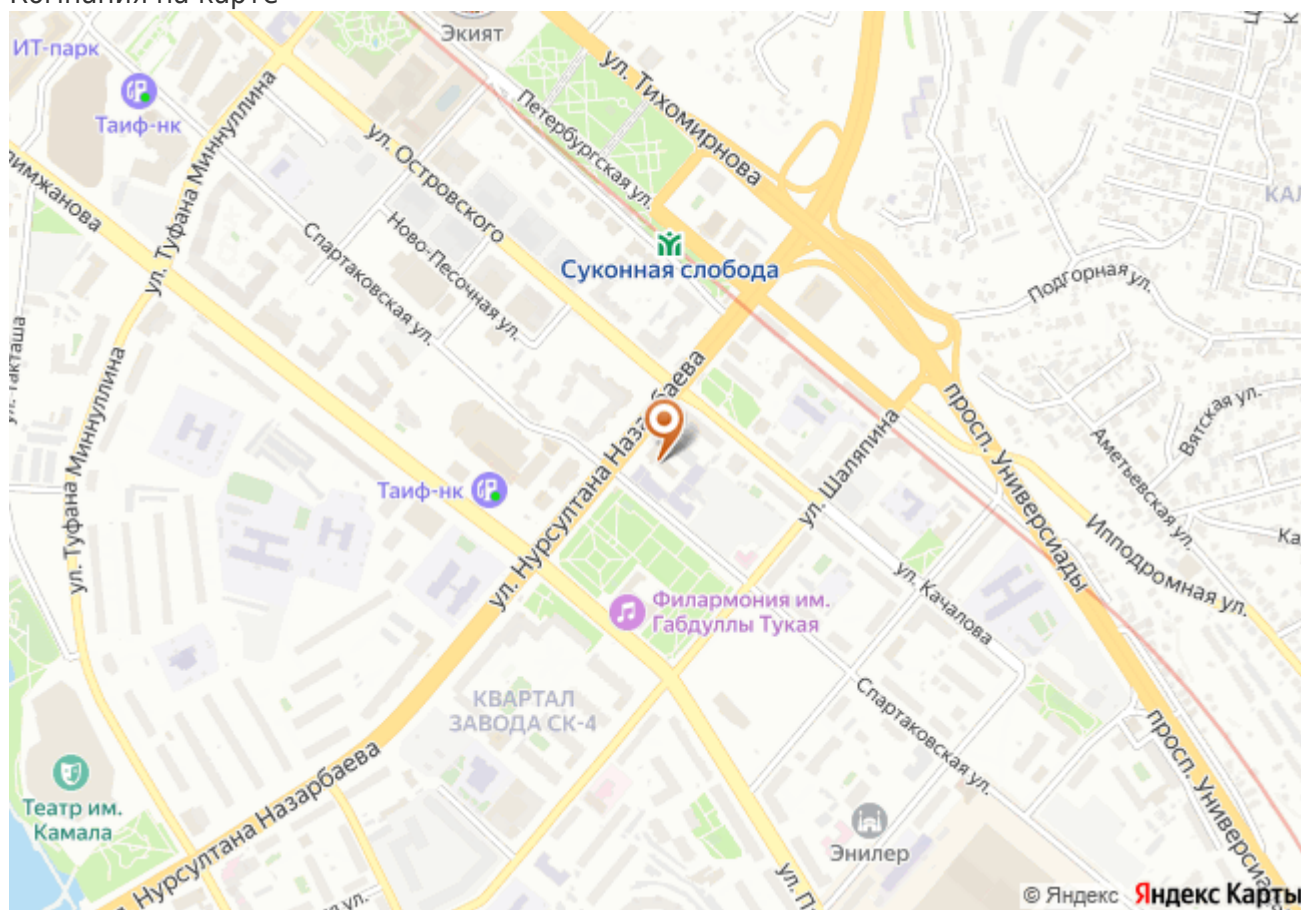 Компания на карте
ИТ-парк
Экият
Таиф-нк
ул. Тихомирнова
Петербургская ул.
ул. Туфана Миннуллина
ул. Островского
Ново-Песочная ул.
Спартаковская ул.
Суконная слобода
Подгорная ул.
Вятская ул.
Аметьевская ул.
ул. Туфана Миннуллина
ул. Нурсултана Назарбаева
просп. Универсиады
ул. Шаляпина
Таиф-нк
Ипподромная ул.
ул. Качалова
Филармония им.
Габдуллы Тукая
КВАРТАЛ
ЗАВОДА СК-4
Спартаковская ул.
Театр им.
Камала
Нурсултана Назарбаева
Энилер
© Яндекс Яндекс Карты